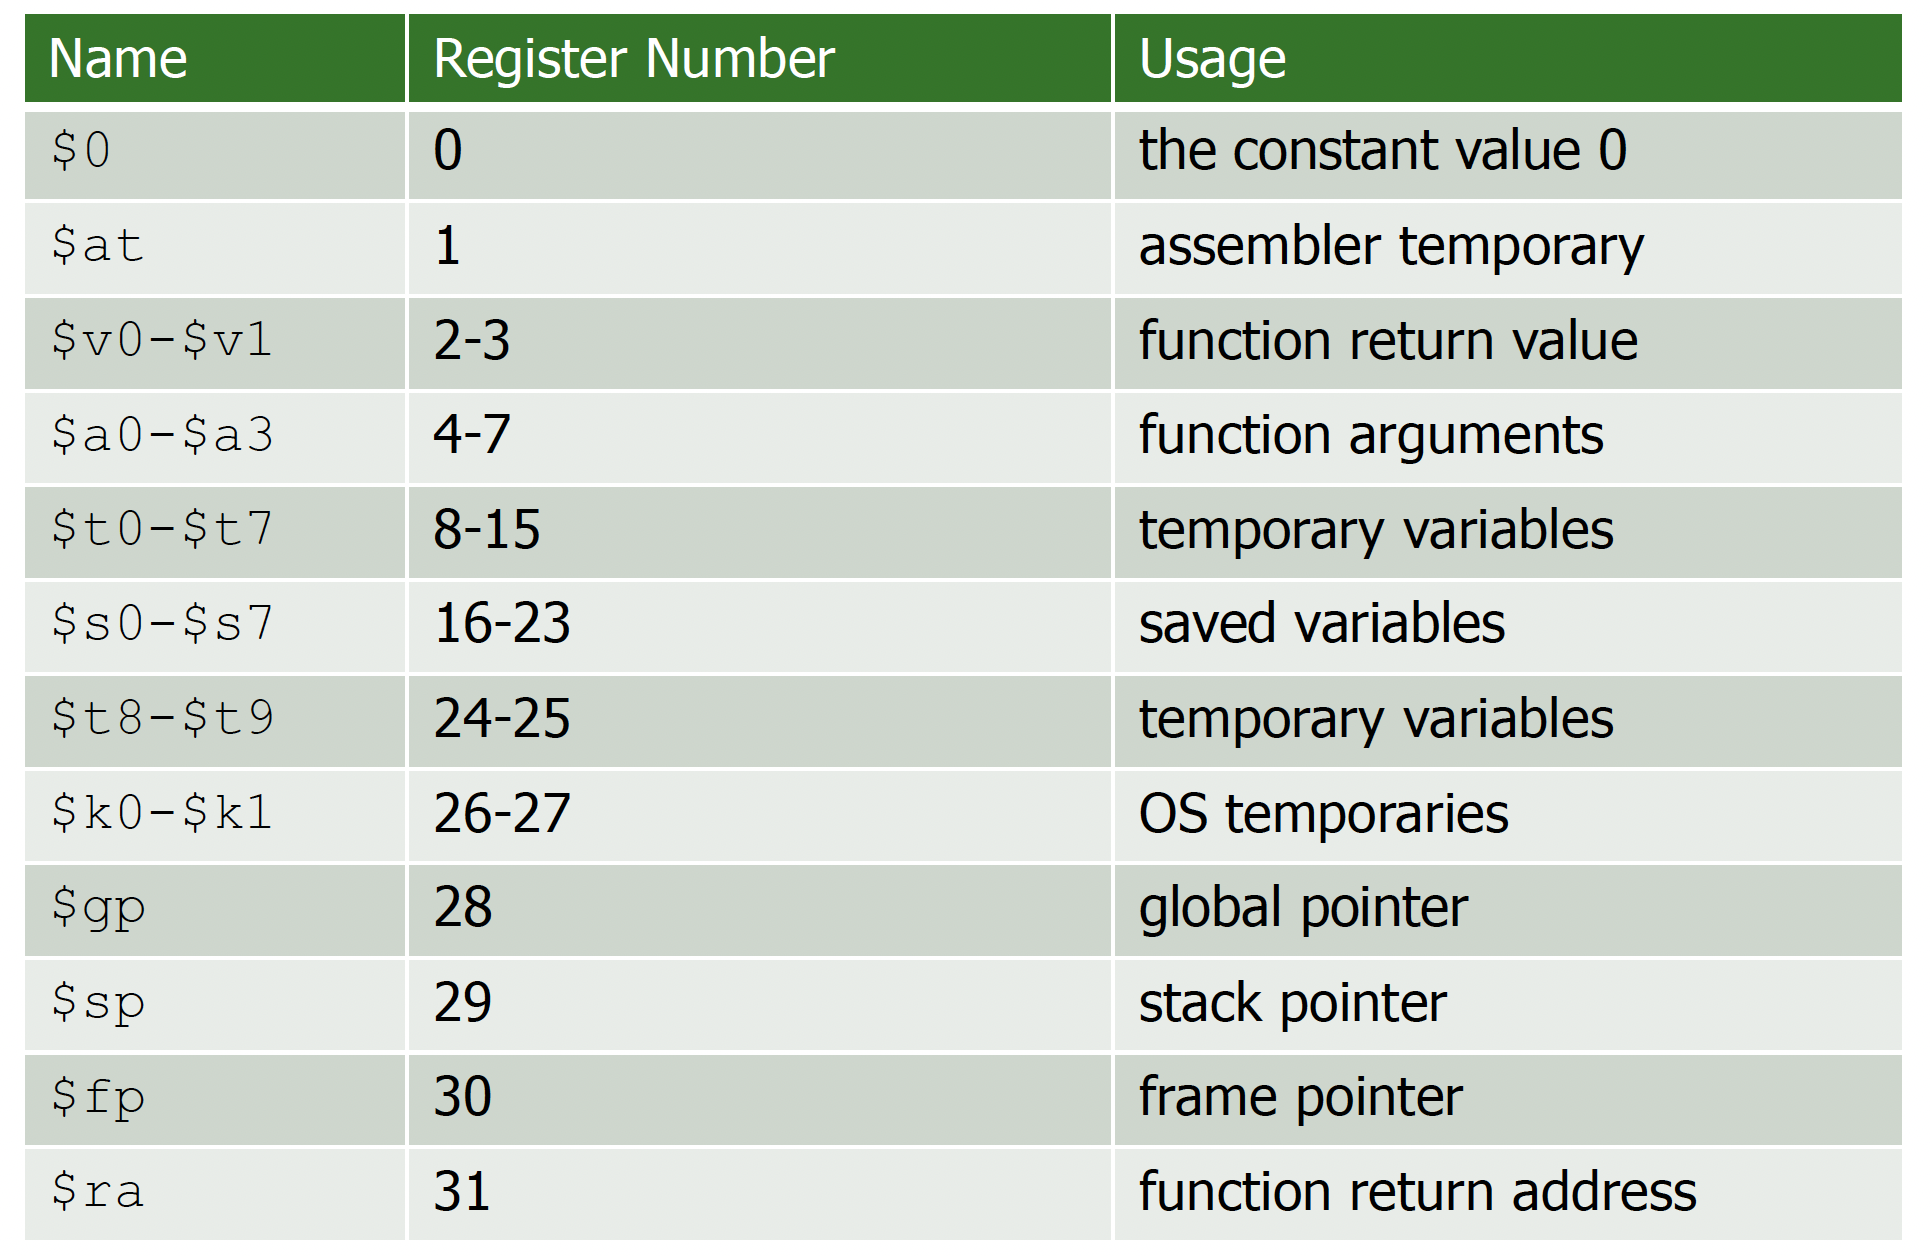 Name Register Number Usage
$0 0 the constant value 0
$at 1 assembler temporary
$v0-$v1 2-3 function return value
$a0-$a3 4-7 function arguments
$t0-$t7 8-15 temporary variables
$s0-$s7 16-23 saved variables
$t8-$t9 24-25 temporary variables
$k0-$k1 26-27 OS temporaries
$gp 28 global pointer
$sp 29 stack pointer
$fp 30 frame pointer
$ra 31 function return address